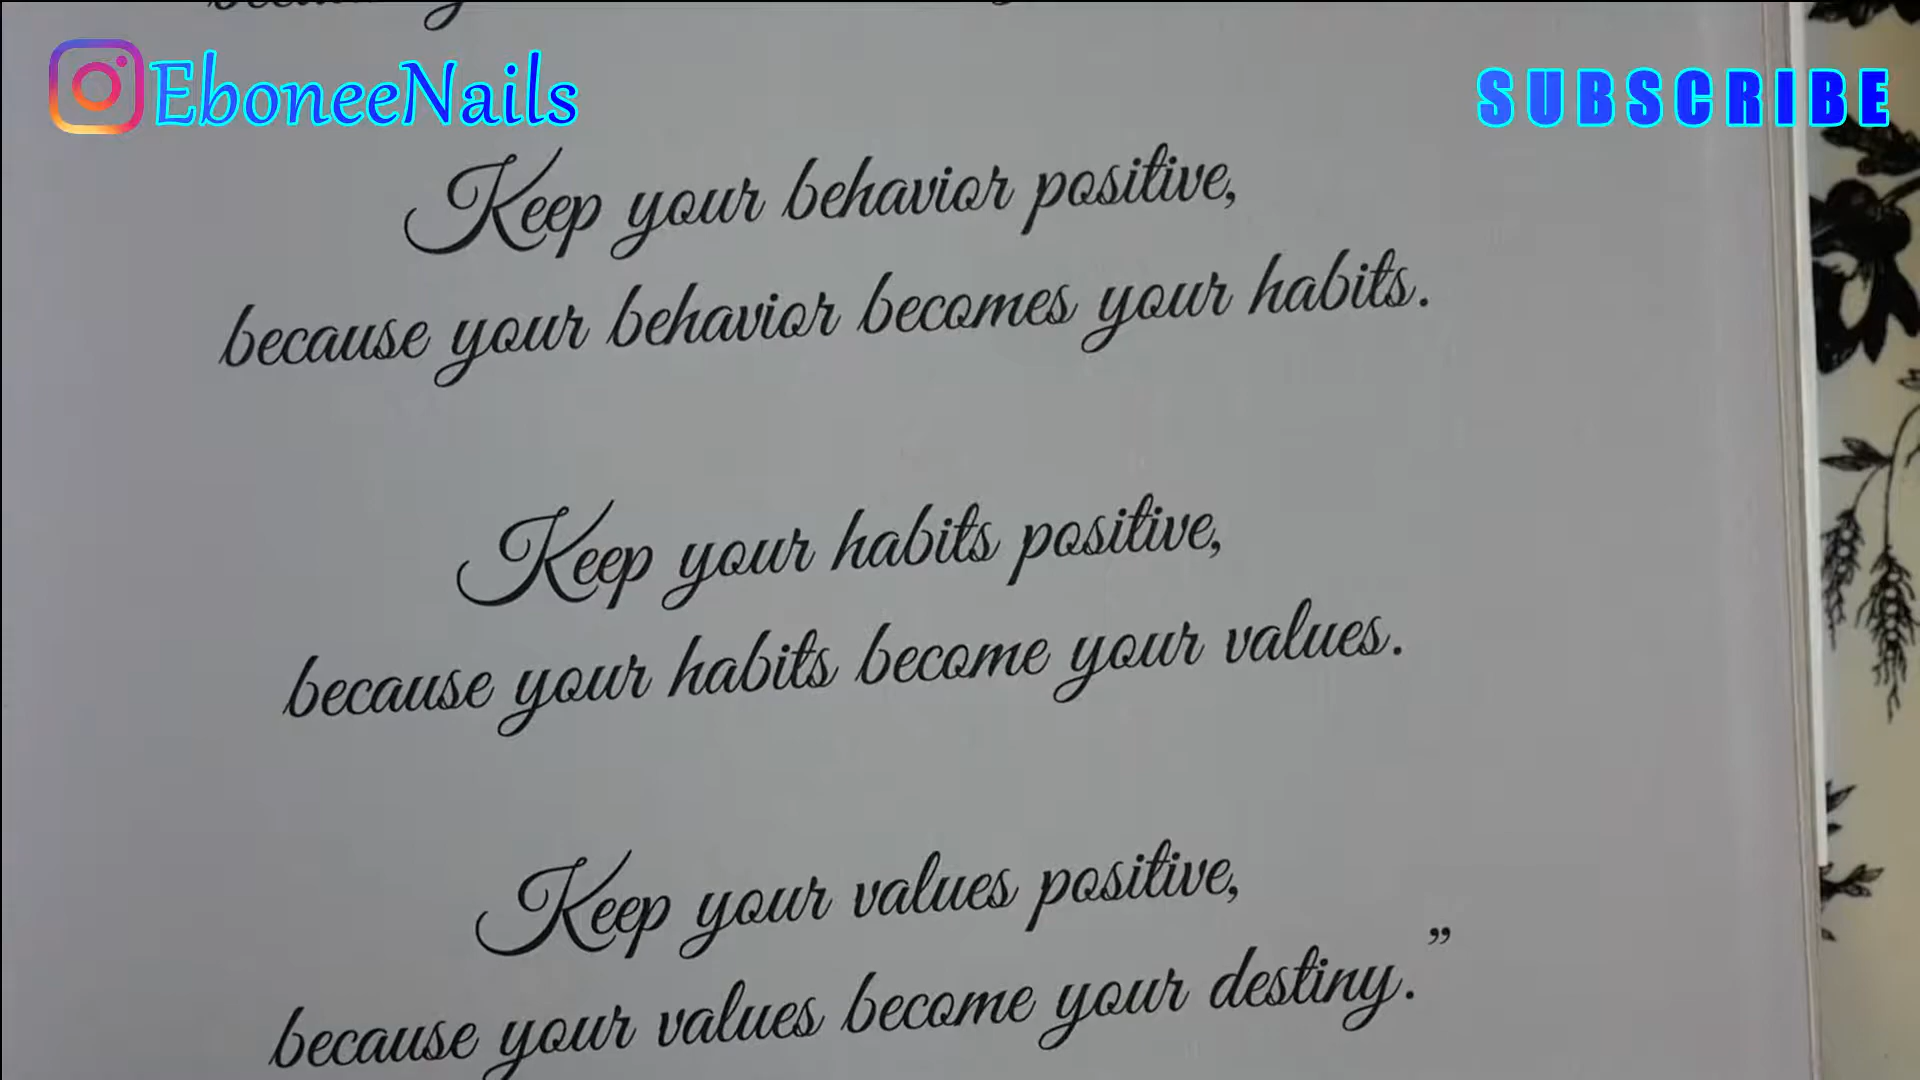 EboneeNails
SUBSCRIBE
Keep your behavior positive,
because your behavior becomes your habits.
Keep your habits positive,
because your habits become your values.
Keep your values positive,
because your values become your destiny.”